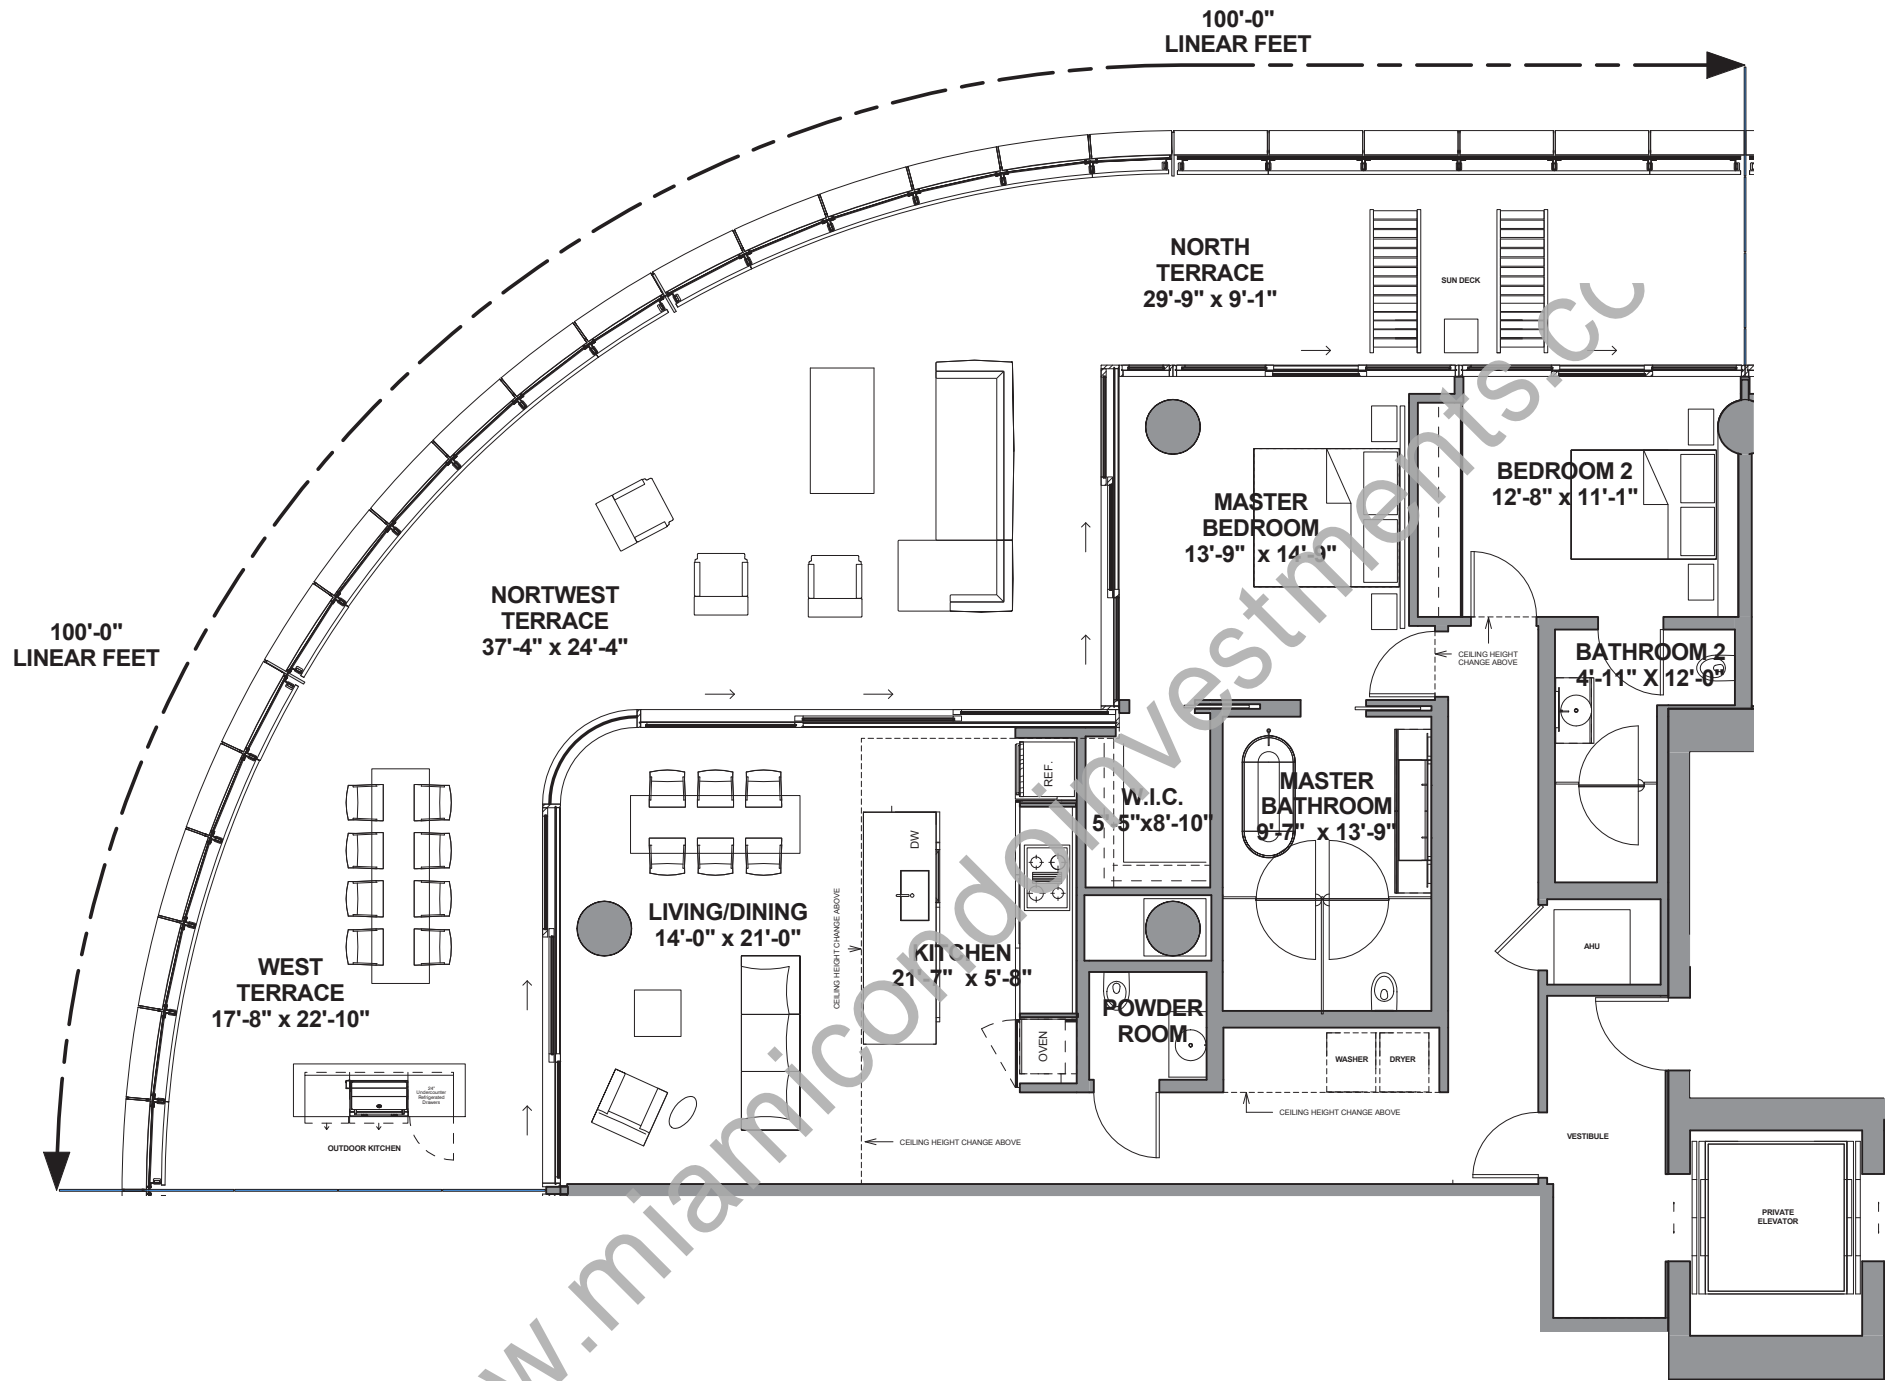 100'-0"
LINEAR FEET
NORTH
TERRACE
29'-9" x 9'-1"
SUN DECK
BEDROOM 2
12'-8" x 11'-1"
MASTER
BEDROOM
13'-9" x 14'-9"
NORTWEST
TERRACE
37'-4" x 24'-4"
100'-0"
LINEAR FEET
CEILING HEIGHT
CHANGE ABOVE
BATHROOM 2
4'-11" X 12'-0"
REF.
W.I.C.
5'-5"x8'-10"
MASTER
BATHROOM
9'-7" x 13'-9"
DW
CEILING HEIGHT CHANGE ABOVE
LIVING/DINING
14'-0" x 21'-0"
KITCHEN
21'-7" x 5'-8"
AHU
WEST
TERRACE
17'-8" x 22'-10"
POWDER
ROOM
OVEN
WASHER
DRYER
34"
Undercounter
Refrigerated
Drawers
CEILING HEIGHT CHANGE ABOVE
OUTDOOR KITCHEN
CEILING HEIGHT CHANGE ABOVE
VESTIBULE
PRIVATE
ELEVATOR
w.miamicondoinvestments.co